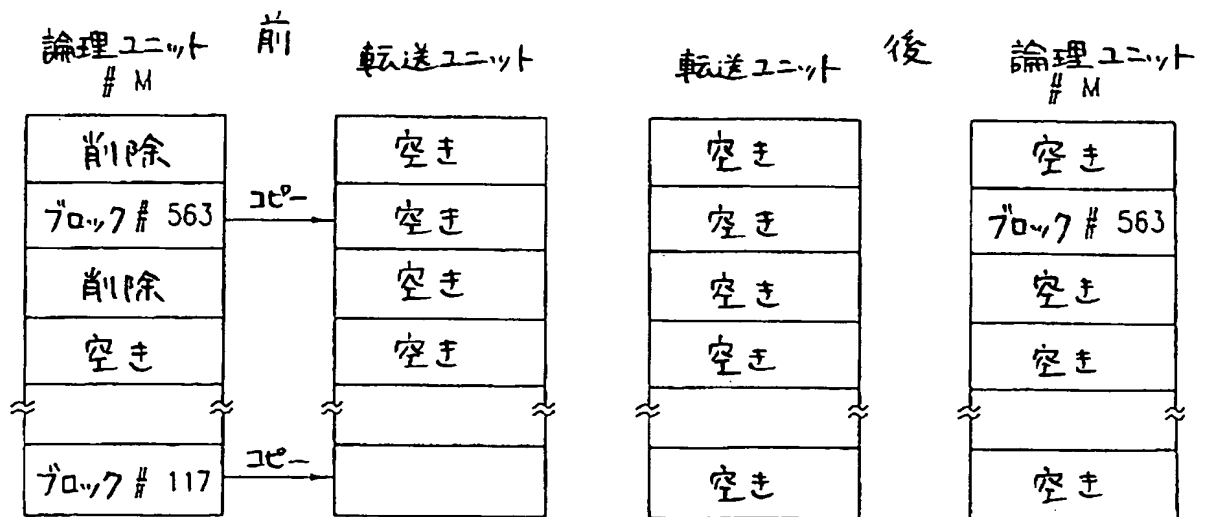 前
論理ユニット
# M
転送ユニット
削除
ブロック # 563
削除
空き
ブロック # 117
コピー
コピー
空き
空き
空き
空き
後
転送ユニット
論理ユニット
# M
空き
空き
空き
空き
空き
空き
ブロック # 563
空き
空き
空き